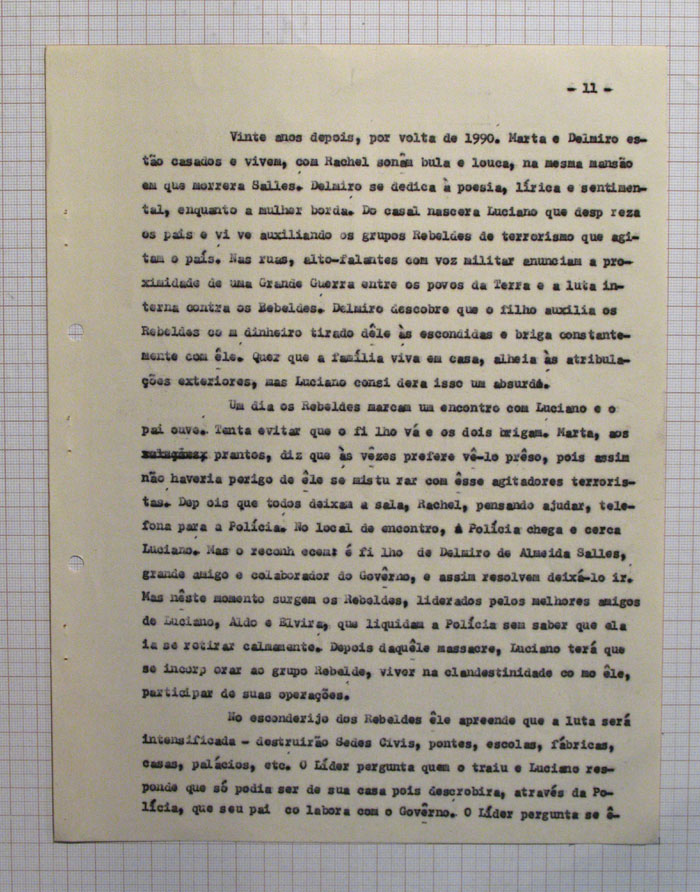 - 11 -
Vinte anos depois, por volta de 1990. Marta e Delmiro es-
tão casados e vivem, com Rachel sonâm bula e louca, na mesma mansão
em que morrera Salles. Delmiro se dedica à poesia, lírica e sentimen-
tal, enquanto a mulher borda. Do casal nascera Luciano que desp reza
os pais e vi ve auxiliando os grupos Rebeldes de terrorismo que agi-
tam o país. Nas ruas, alto-falantes com voz militar anunciam a pro-
ximidade de uma Grande Guerra entre os povos da Terra e a luta in-
terna contra os Rebeldes. Delmiro descobre que o filho auxilia os
Rebeldes co m dinheiro tirado dêle às escondidas e briga constante-
mente com êle. Quer que a família viva em casa, alheia às atribula-
ções exteriores, mas Luciano consi dera isso um absurdo.
Um dia os Rebeldes marcam um encontro com Luciano e o
pai ouve. Tenta evitar que o fi lho vá e os dois brigam. Marta, aos
prantos, diz que às vêzes prefere vê-lo prêso, pois assim
não haveria perigo de êle se mistu rar com êsse agitadores terroris-
tas. Dep ois que todos deixam a sala, Rachel, pensando ajudar, tele-
fona para a Polícia. No local de encontro, a Polícia chega e cerca
Luciano. Mas o reconh ecem: é fi lho de Delmiro de Almeida Salles,
grande amigo e colaborador do Govêrno, e assim resolvem deixá-lo ir.
Mas nêste momento surgem os Rebeldes, liderados pelos melhores amigos
de Luciano, Aldo e Elvira, que liquidam a Polícia sem saber que ela
ia se retirar calmamente. Depois daquêle massacre, Luciano terá que
se incorp orar ao grupo Rebelde, viver na clandestinidade co mo êle,
participar de suas operações.
No esconderijo dos Rebeldes êle apreende que a luta será
intensificada - destruirão Sedes Civis, pontes, escolas, fábricas,
casas, palácios, etc. O Líder pergunta quem o traiu e Luciano res-
ponde que só podia ser de sua casa pois descrobira, através da Po-
lícia, que seu pai co labora com o Govêrno. O Líder pergunta se ê-